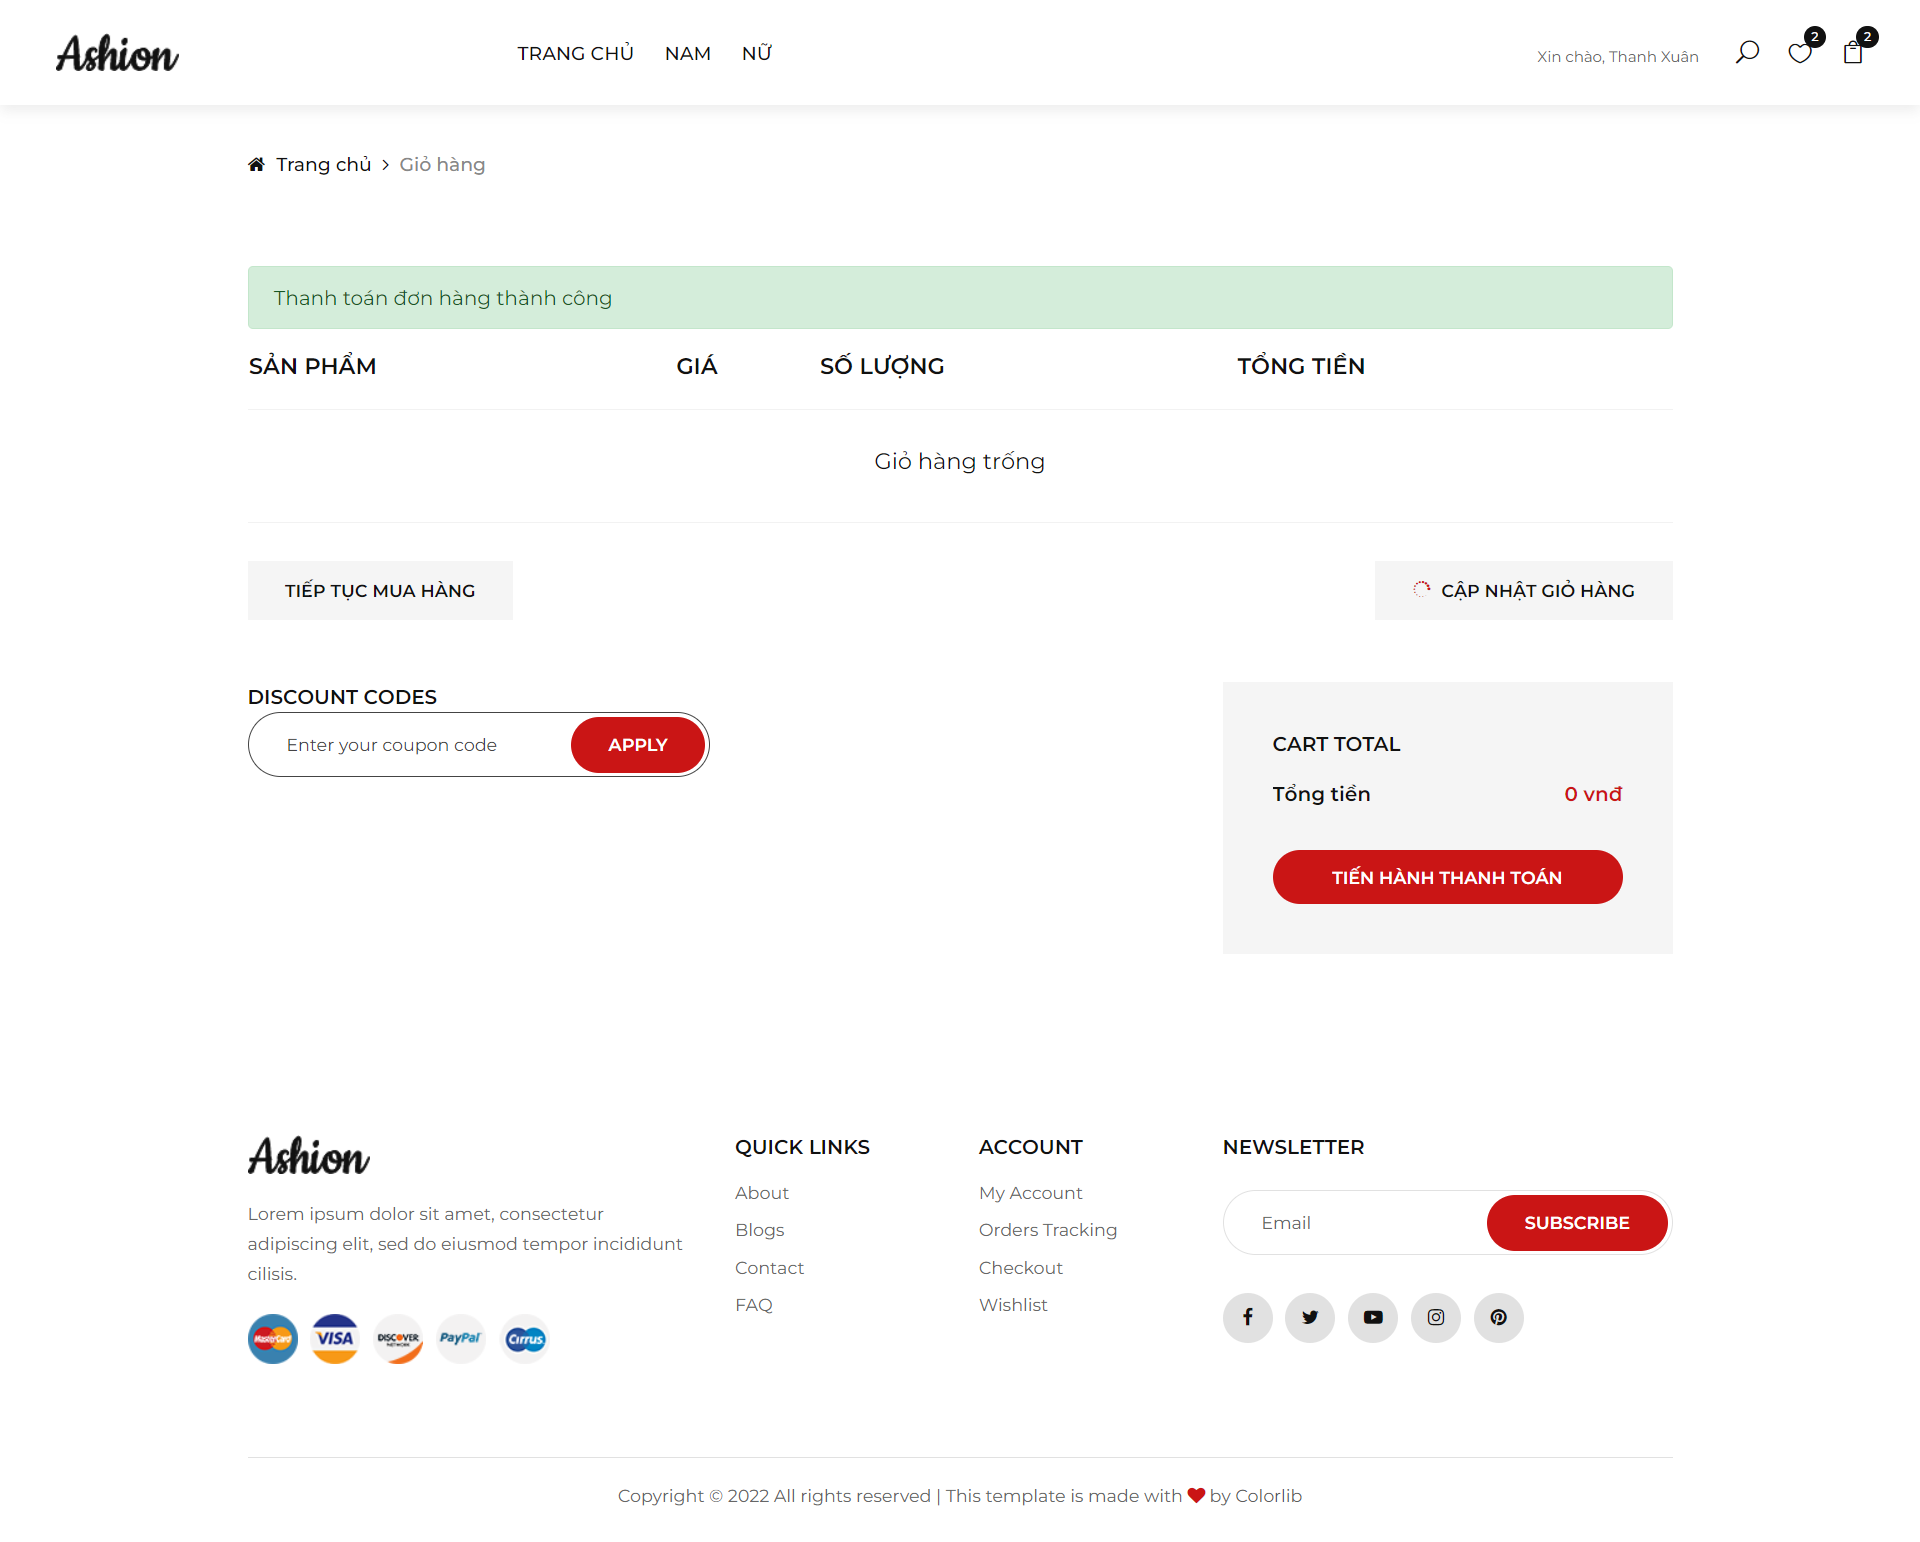 Ashion
TRANG CHỦ NAM NỮ
Xin chào, Thanh Xuân
2
2
Trang chủ > Giỏ hàng
Thanh toán đơn hàng thành công
SẢN PHẨM GIÁ SỐ LƯỢNG TỔNG TIỀN
Giỏ hàng trống
TIẾP TỤC MUA HÀNG
CẬP NHẬT GIỎ HÀNG
DISCOUNT CODES
Enter your coupon code APPLY
CART TOTAL
Tổng tiền 0 vnđ
TIẾN HÀNH THANH TOÁN
Ashion
Lorem ipsum dolor sit amet, consectetur
adipiscing elit, sed do eiusmod tempor incididunt
cilisis.
MasterCard VISA DISCOVER NETWORK PayPal Cirrus
QUICK LINKS
About
Blogs
Contact
FAQ
ACCOUNT
My Account
Orders Tracking
Checkout
Wishlist
NEWSLETTER
Email SUBSCRIBE
Copyright © 2022 All rights reserved | This template is made with ♥ by Colorlib